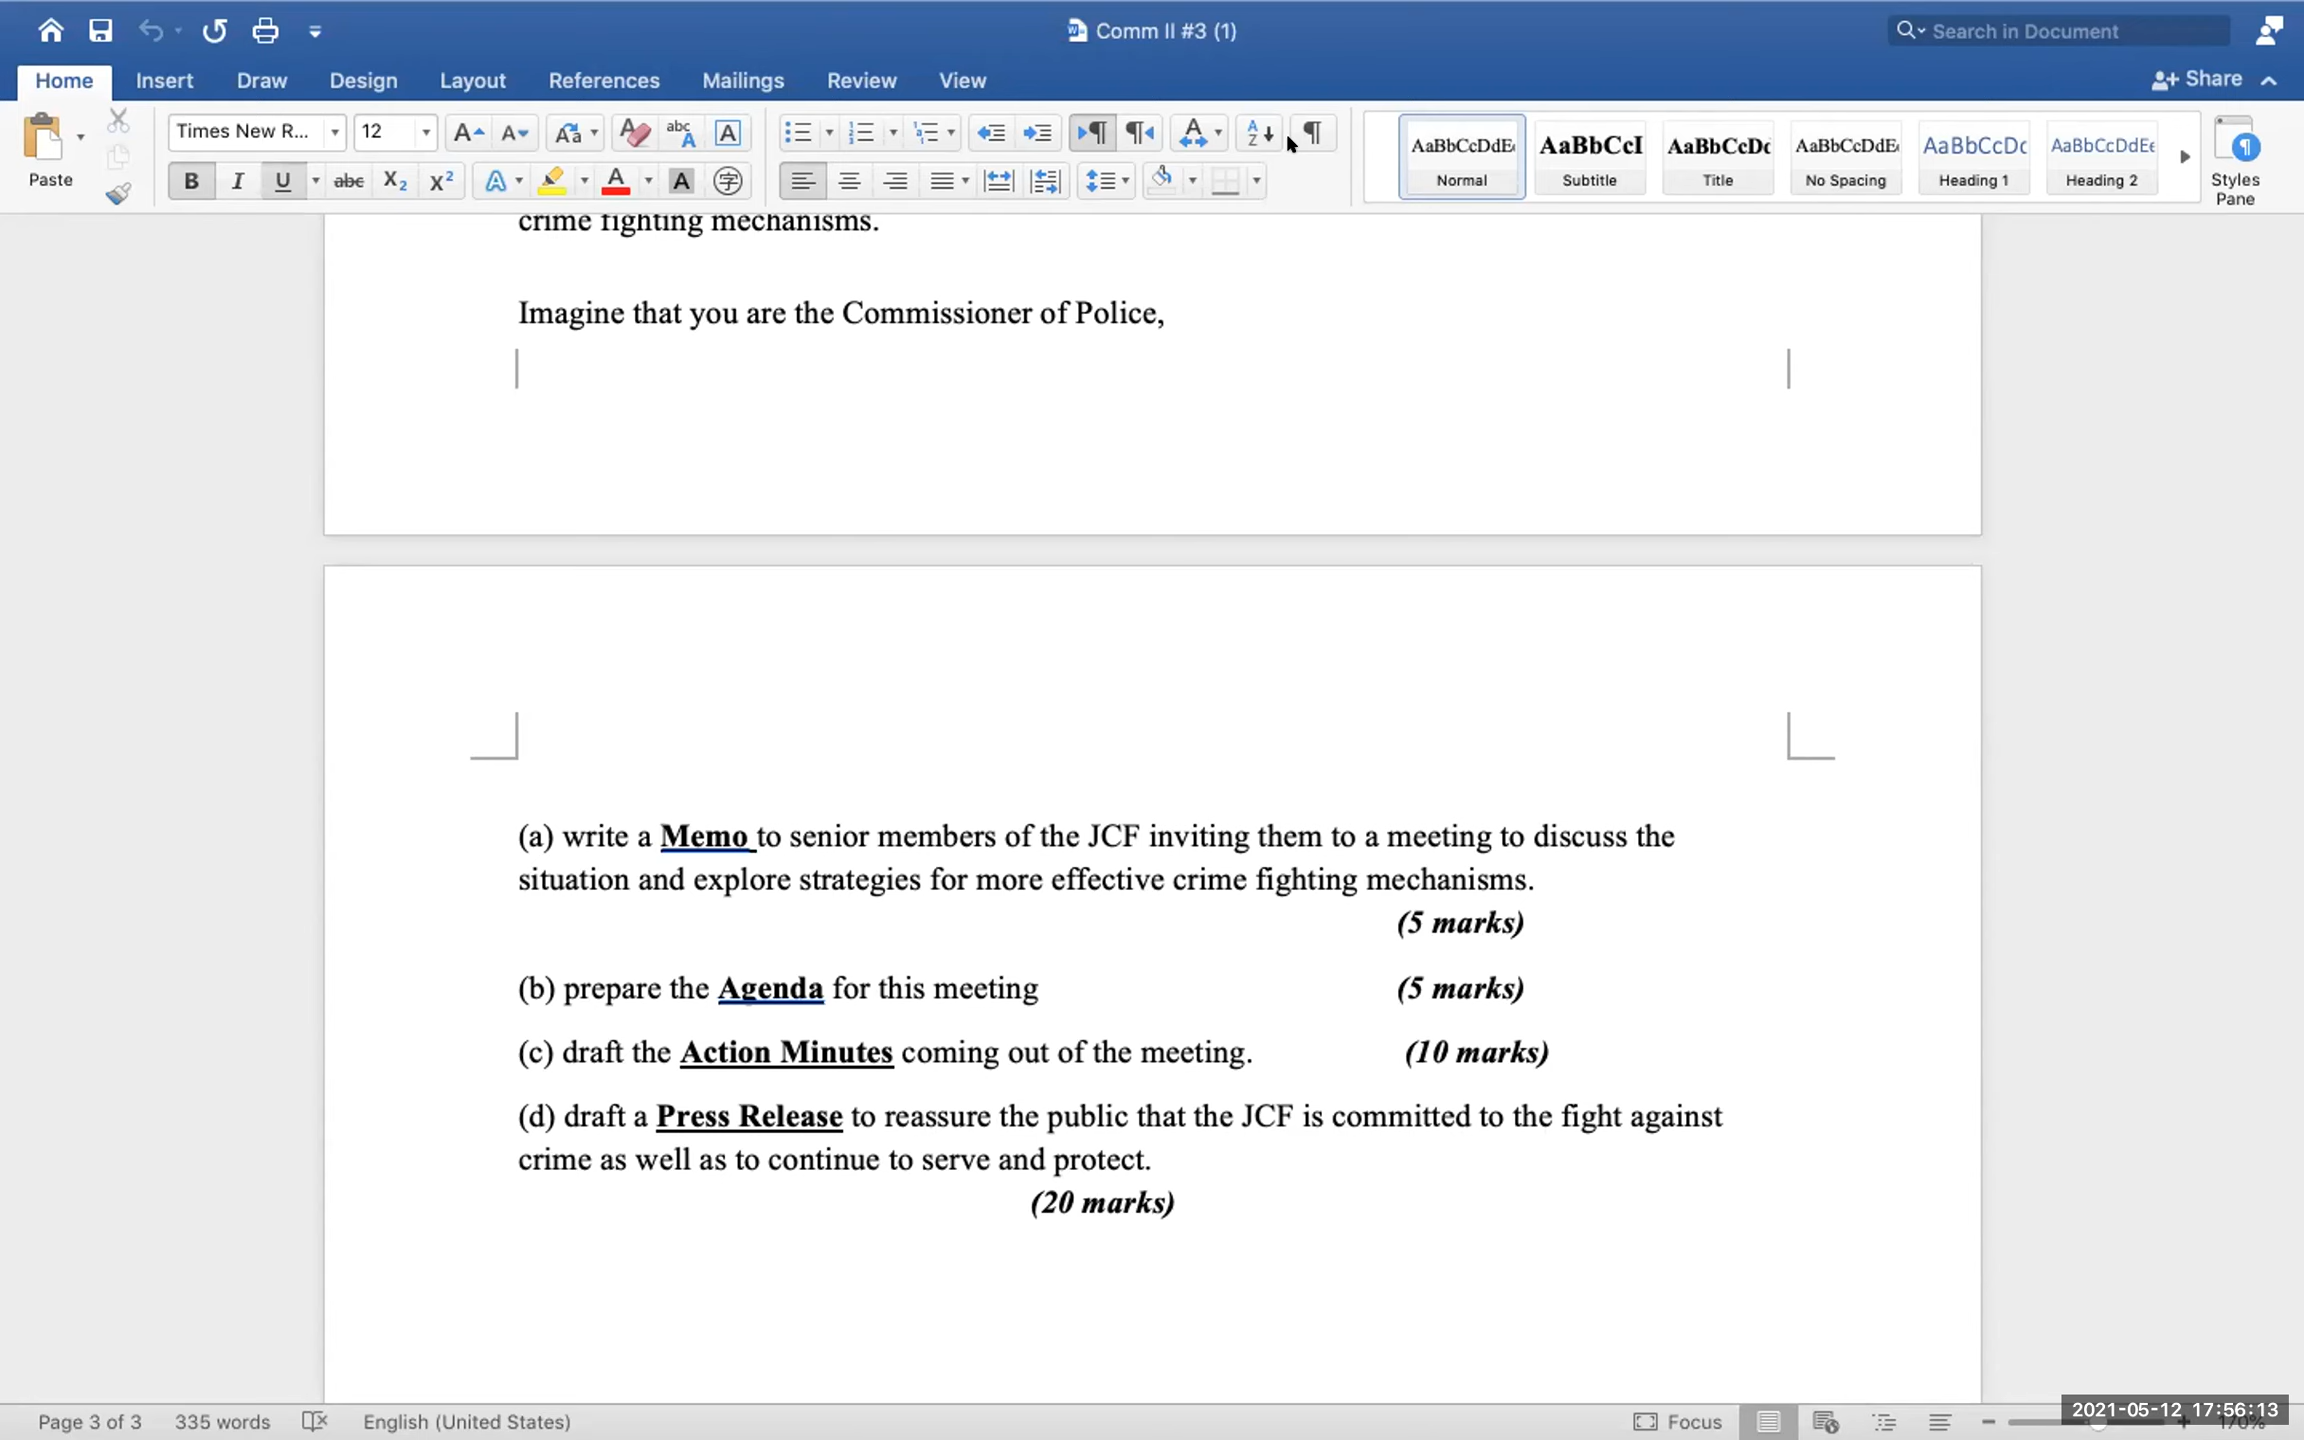 Comm II #3 (1)
Search in Document
Home Insert Draw Design Layout References Mailings Review View
Share
Paste
Times New R... 12
AaBbCcDdE AaBbCcI AaBbCcDc AaBbCcDdE AaBbCcDc AaBbCcDdEe
Normal Subtitle Title No Spacing Heading 1 Heading 2
Styles
Pane
crime fighting mechanisms.
Imagine that you are the Commissioner of Police,
(a) write a Memo to senior members of the JCF inviting them to a meeting to discuss the
situation and explore strategies for more effective crime fighting mechanisms.
(5 marks)
(b) prepare the Agenda for this meeting (5 marks)
(c) draft the Action Minutes coming out of the meeting. (10 marks)
(d) draft a Press Release to reassure the public that the JCF is committed to the fight against
crime as well as to continue to serve and protect.
(20 marks)
Page 3 of 3 335 words English (United States) Focus 170%
2021-05-12 17:56:13